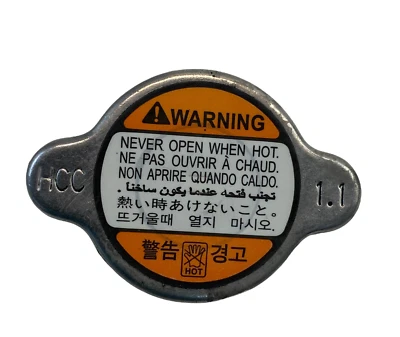 WARNING
NEVER OPEN WHEN HOT.
NE PAS OUVRIR À CHAUD.
NON APRIRE QUANDO CALDO.
HCC
تجنب فتحه عندما يكون ساخنا .
1.1
熱い時あけないこと。
뜨거울때 열지 마시오.
警告 HOT 경고